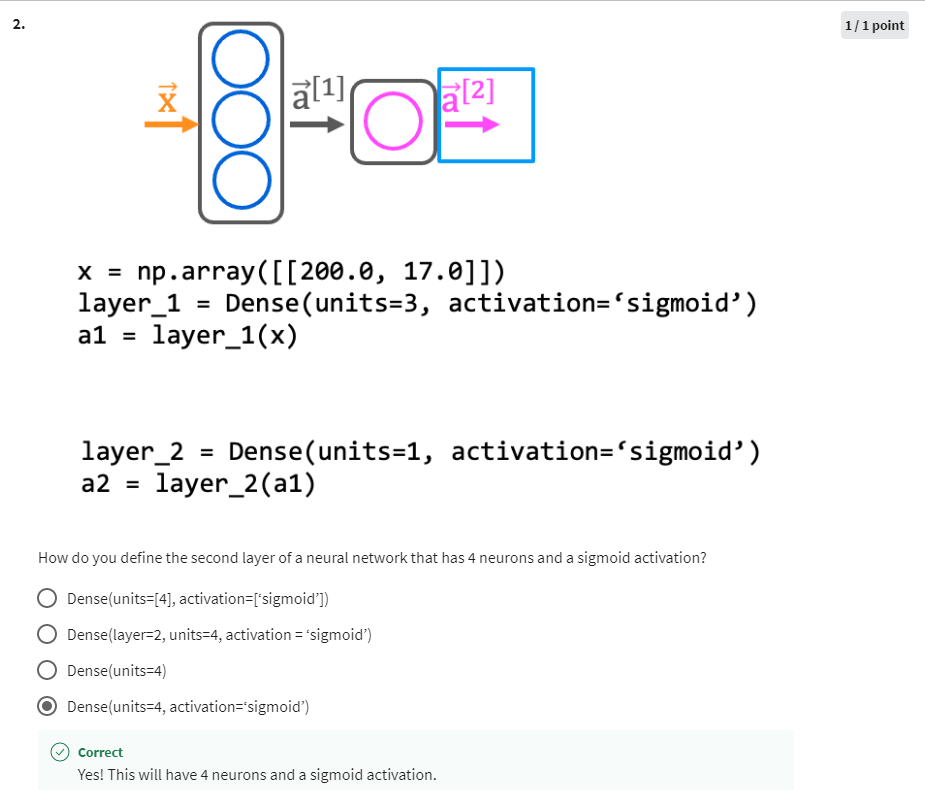 2.
1 / 1 point
x⃗
a⃗[1]
a⃗[2]
x = np.array([[200.0, 17.0]])
layer_1 = Dense(units=3, activation=‘sigmoid’)
a1 = layer_1(x)
layer_2 = Dense(units=1, activation=‘sigmoid’)
a2 = layer_2(a1)
How do you define the second layer of a neural network that has 4 neurons and a sigmoid activation?
Dense(units=[4], activation=[‘sigmoid’])
Dense(layer=2, units=4, activation = ‘sigmoid’)
Dense(units=4)
Dense(units=4, activation=‘sigmoid’)
Correct
Yes! This will have 4 neurons and a sigmoid activation.